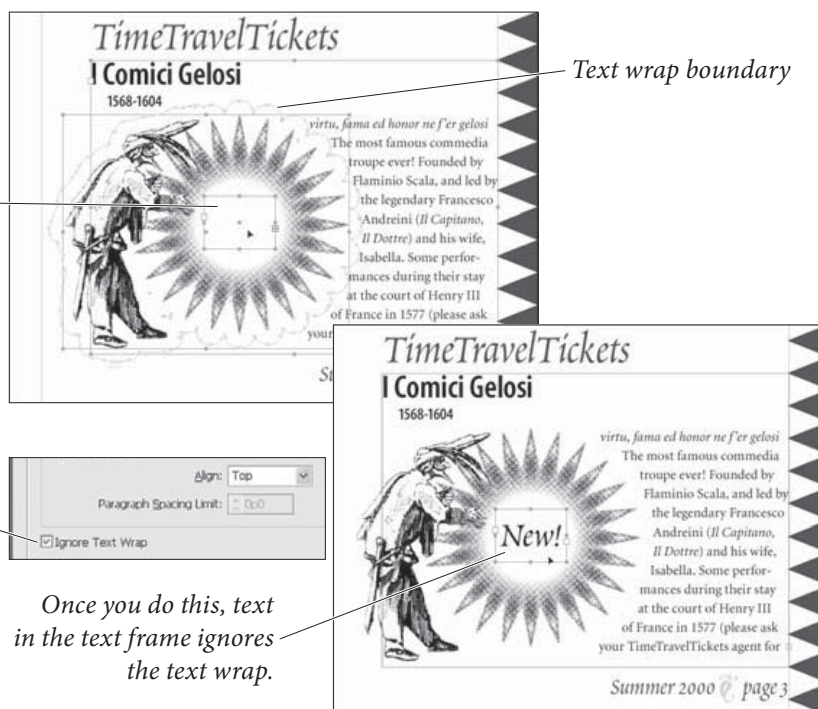 TimeTravelTickets
I Comici Gelosi
1568-1604
Text wrap boundary
virtu, fama ed honor ne f'er gelosi
The most famous commedia
troupe ever! Founded by
Flaminio Scala, and led by
the legendary Francesco
Andreini (Il Capitano,
Il Dottre) and his wife,
Isabella. Some perfor-
mances during their stay
at the court of Henry III
of France in 1577 (please ask
your
TimeTravelTickets
I Comici Gelosi
1568-1604
virtu, fama ed honor ne f'er gelosi
The most famous commedia
troupe ever! Founded by
Flaminio Scala, and led by
the legendary Francesco
Andreini (Il Capitano,
Il Dottre) and his wife,
Isabella. Some perfor-
mances during their stay
at the court of Henry III
of France in 1577 (please ask
your TimeTravelTickets agent for
New!
Summer 2000 page 3
Align: Top
Paragraph Spacing Limit: 0p0
Ignore Text Wrap
Once you do this, text
in the text frame ignores
the text wrap.